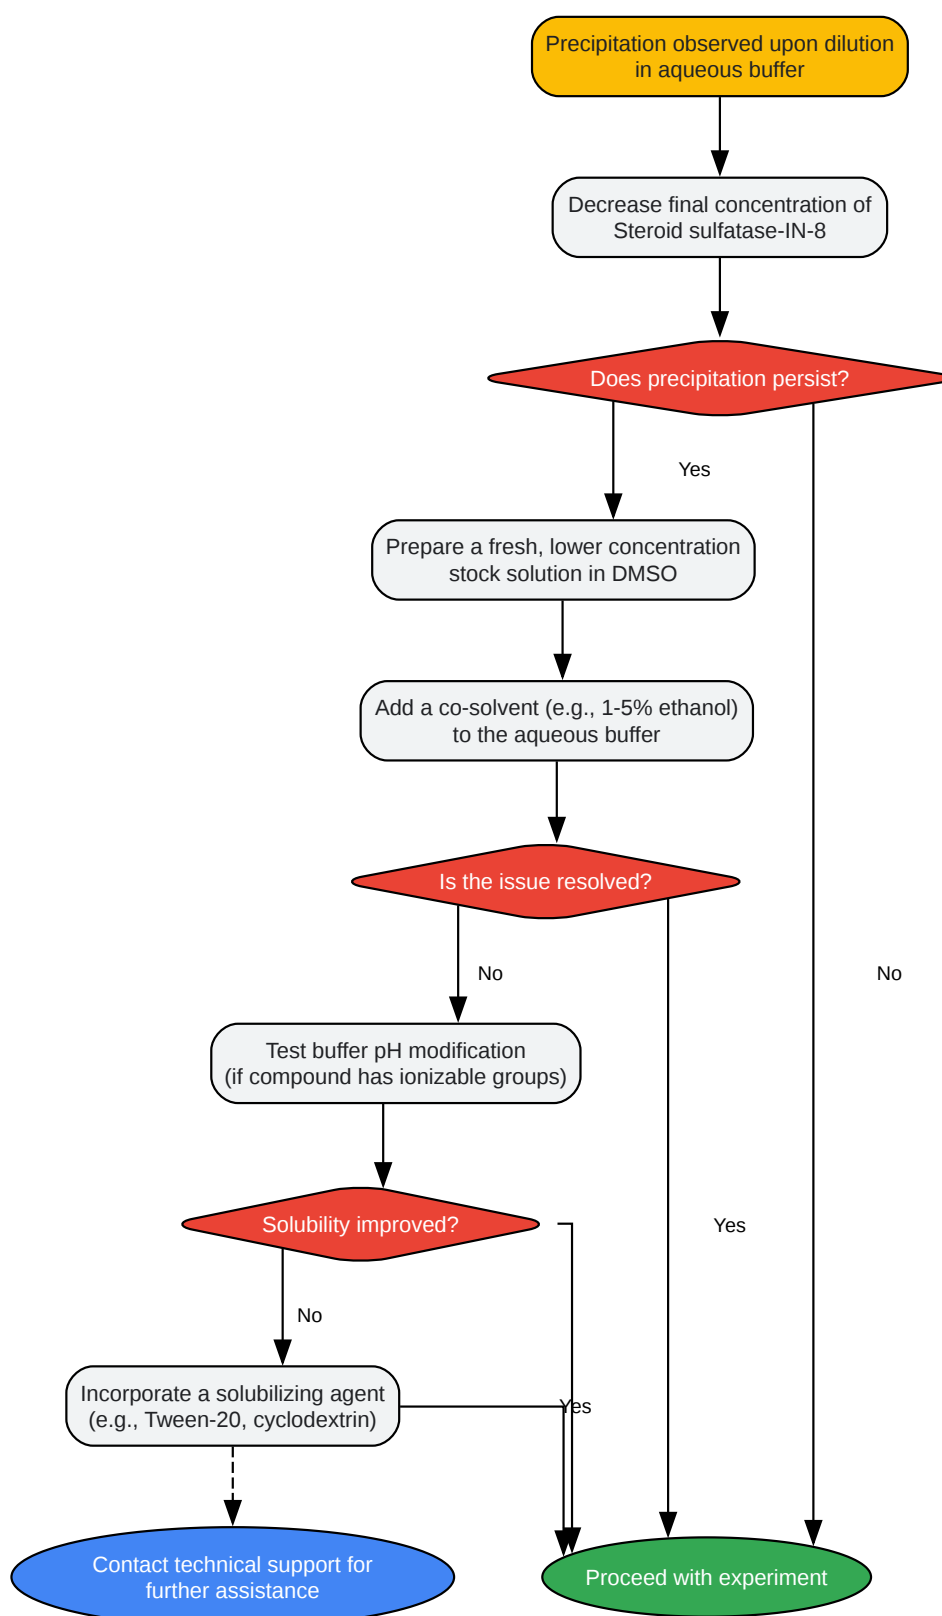 Precipitation observed upon dilution
in aqueous buffer
Decrease final concentration of
Steroid sulfatase-IN-8
Does precipitation persist?
Yes
Prepare a fresh, lower concentration
stock solution in DMSO
Add a co-solvent (e.g., 1-5% ethanol)
to the aqueous buffer
Is the issue resolved?
No
No
Test buffer pH modification
(if compound has ionizable groups)
Solubility improved?
Yes
No
Incorporate a solubilizing agent
(e.g., Tween-20, cyclodextrin)
Yes
Contact technical support for
further assistance
Proceed with experiment